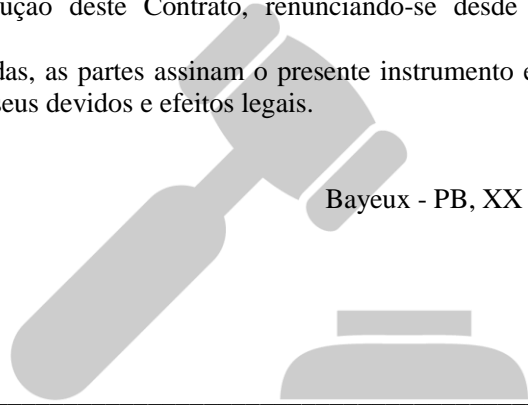 ução deste Contrato, renunciando-se desde
das, as partes assinam o presente instrumento e
seus devidos e efeitos legais.
Bayeux - PB, XX